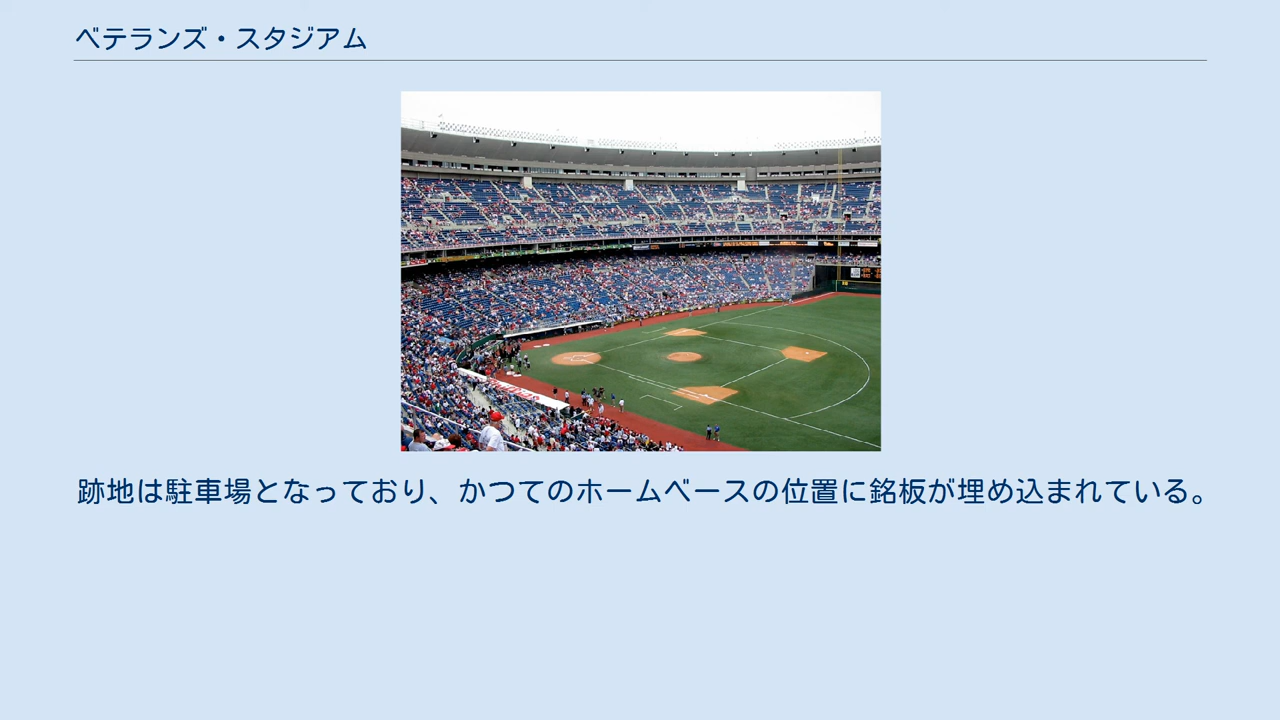 ベテランズ・スタジアム
跡地は駐車場となっており、かつてのホームベースの位置に銘板が埋め込まれている。